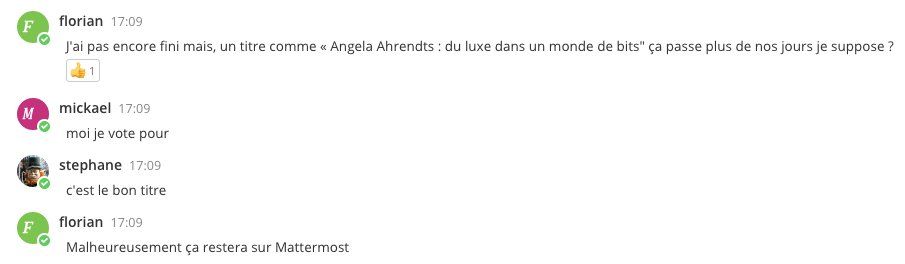 F florian 17:09
J'ai pas encore fini mais, un titre comme « Angela Ahrendts : du luxe dans un monde de bits" ça passe plus de nos jours je suppose ?
👍 1
M mickael 17:09
moi je vote pour
stephane 17:09
c'est le bon titre
F florian 17:09
Malheureusement ça restera sur Mattermost